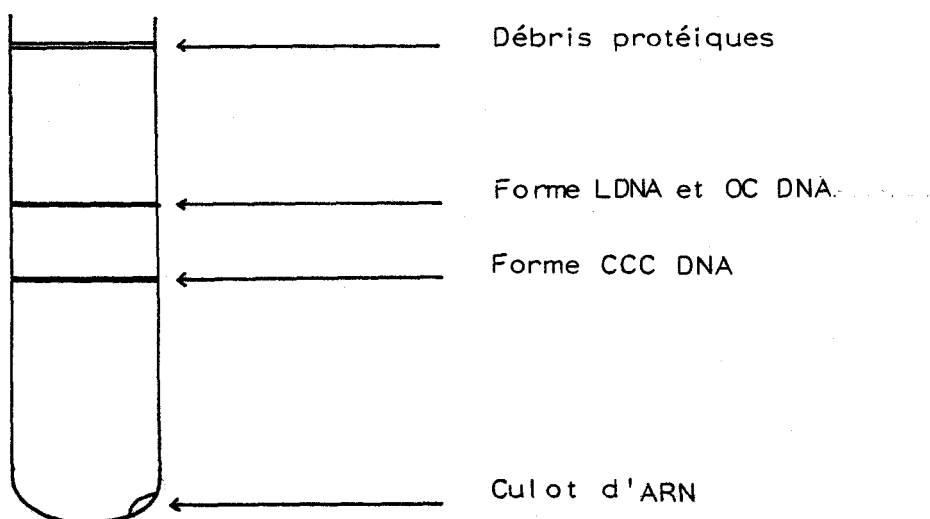 Débris protéiques
Forme LDNA et OC DNA.
Forme CCC DNA
Culot d'ARN